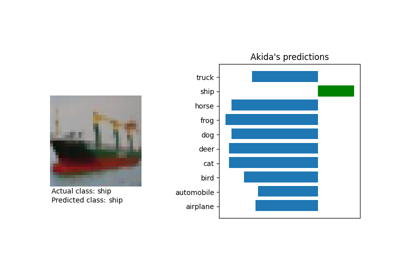 Akida's predictions
truck
ship
horse
frog
dog
deer
cat
bird
automobile
airplane
Actual class: ship
Predicted class: ship